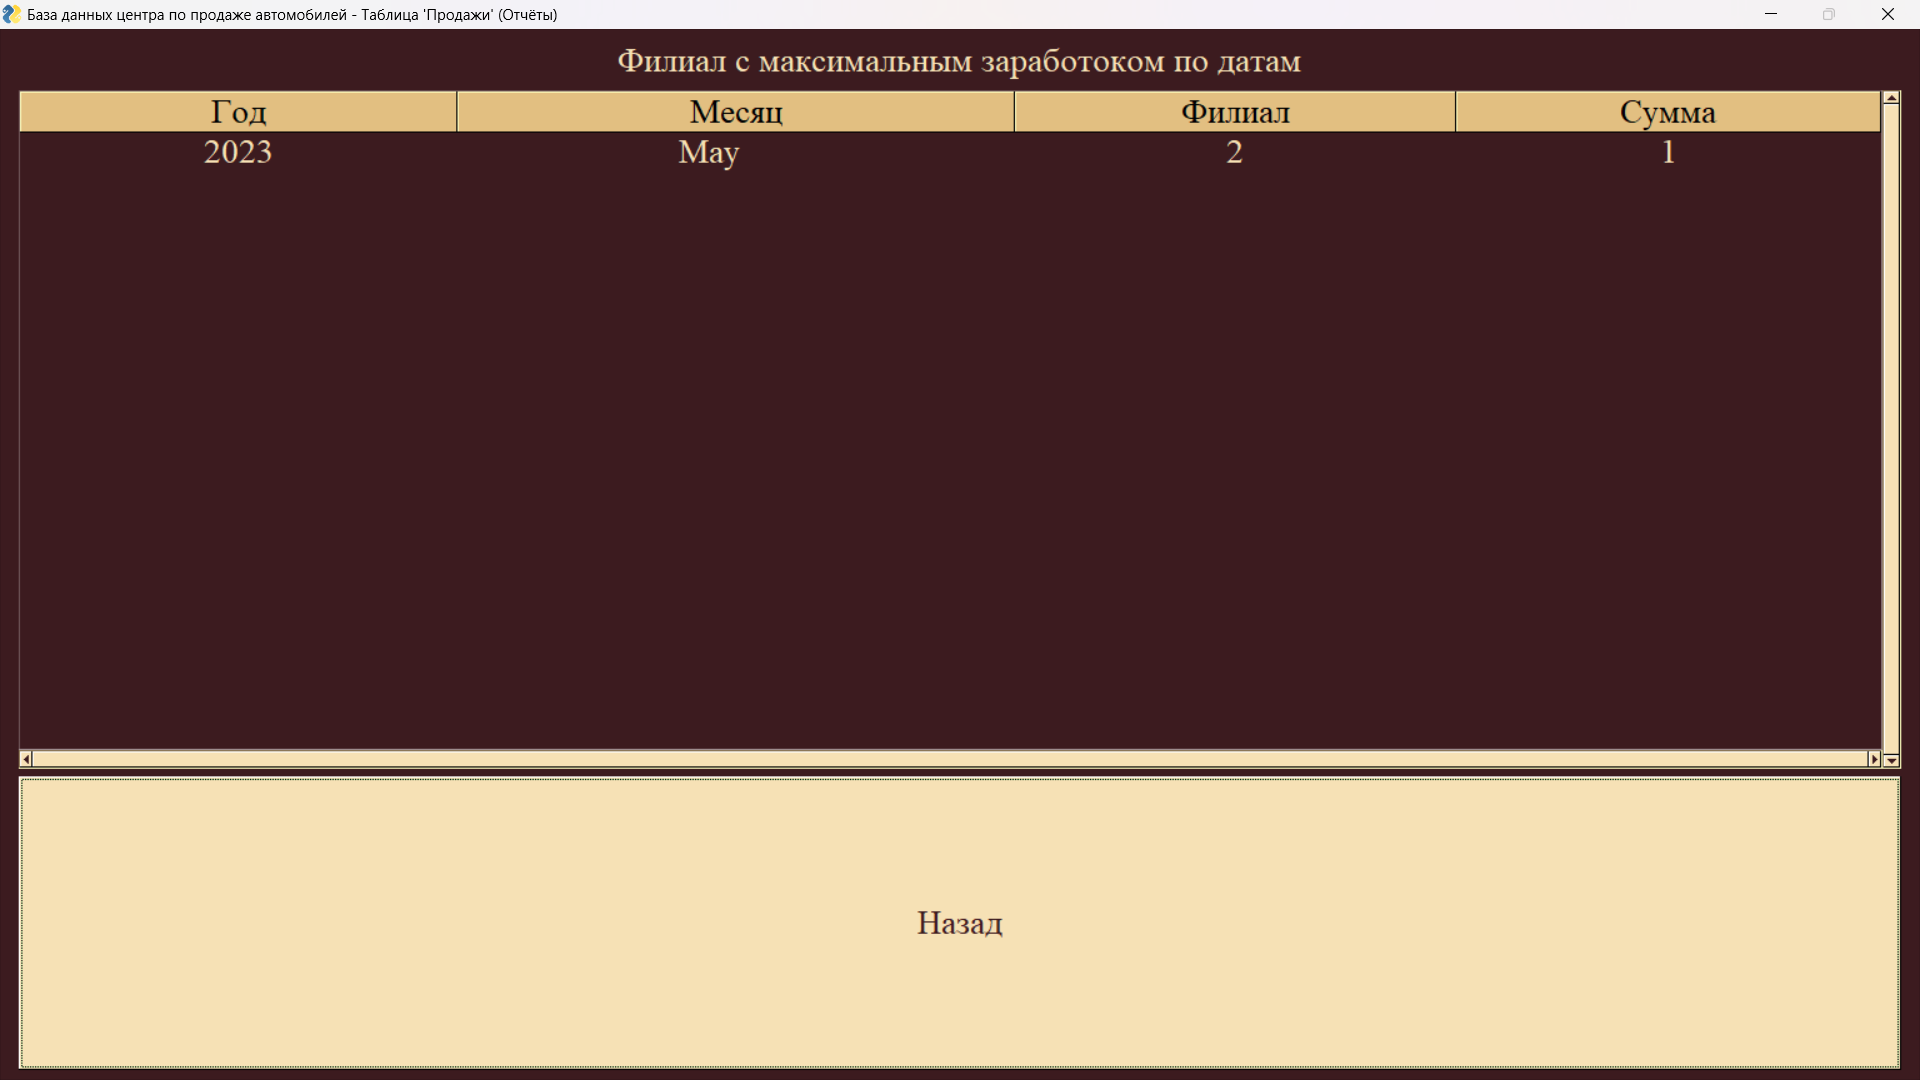 База данных центра по продаже автомобилей - Таблица 'Продажи' (Отчёты)
Филиал с максимальным заработоком по датам
Год Месяц Филиал Сумма
2023 May 2 1
Назад